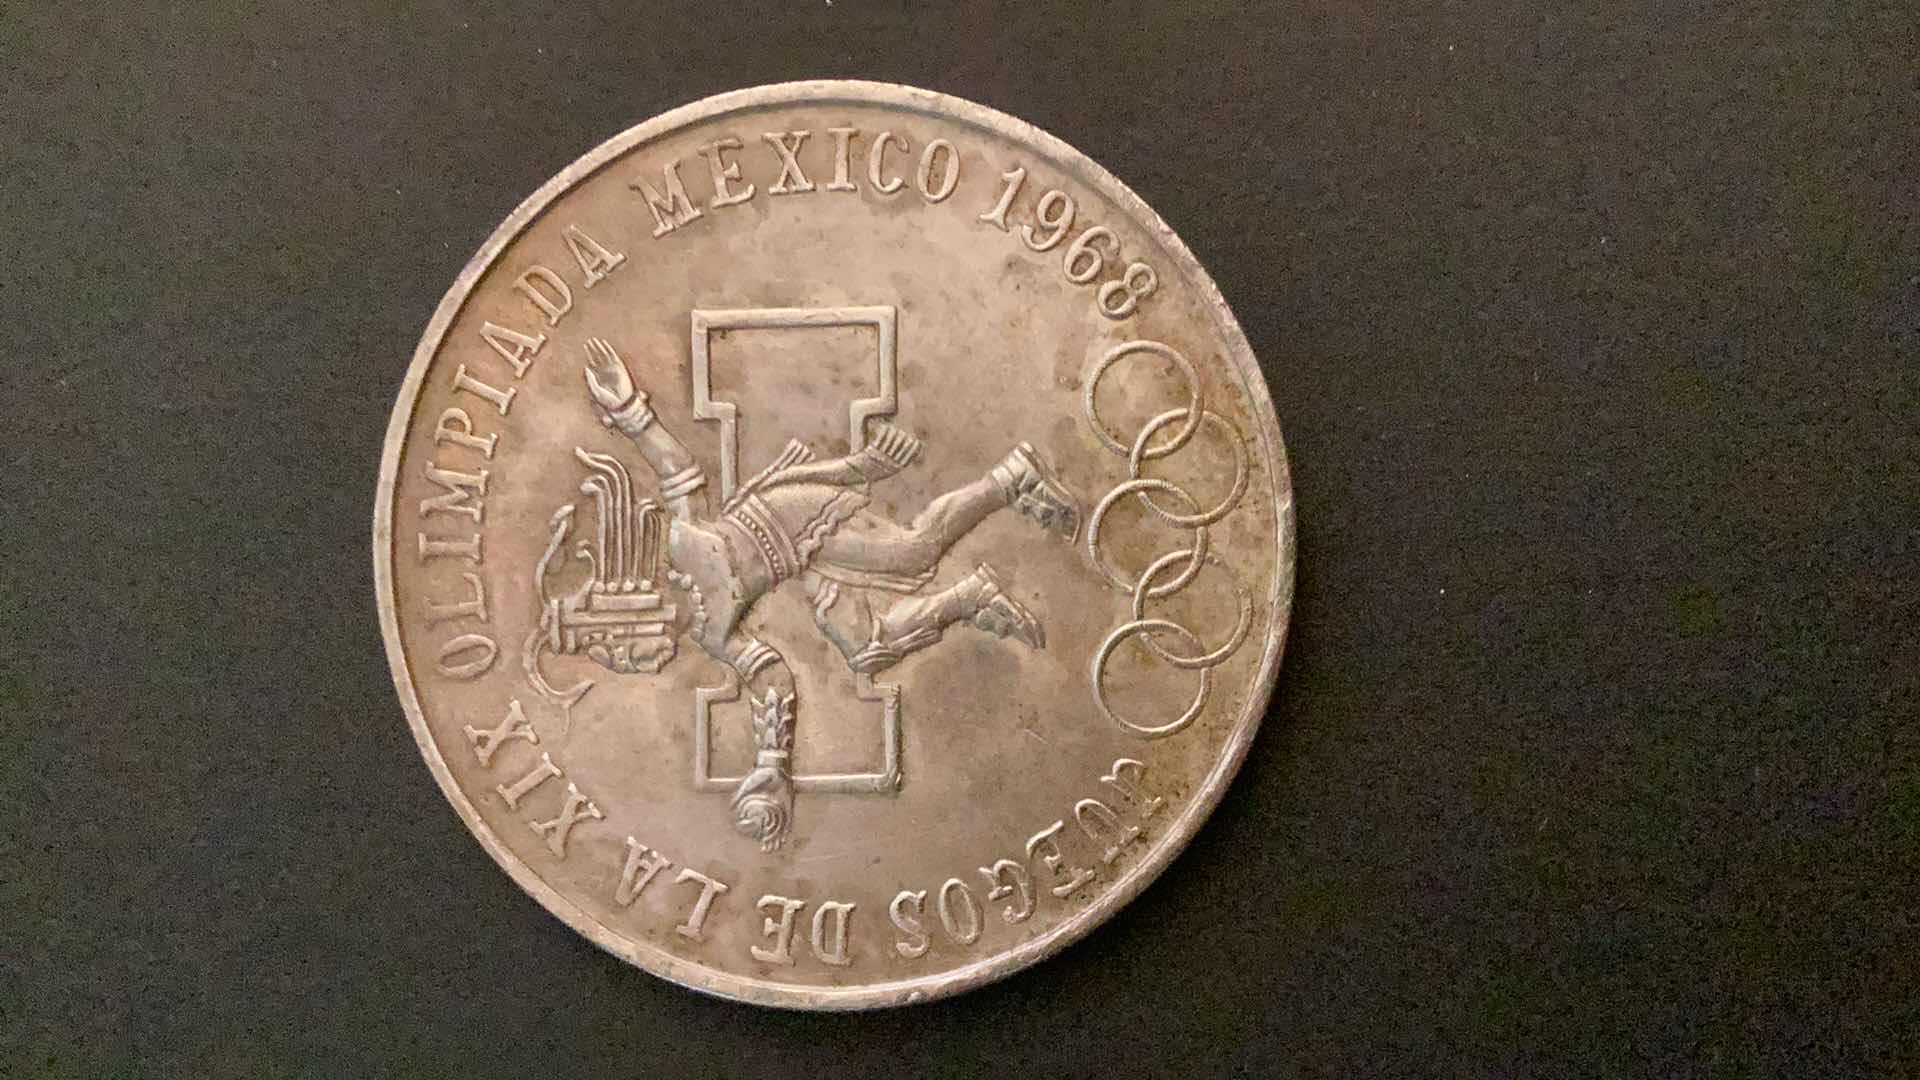 JUEGOS DE LA XIX OLIMPIADA MEXICO 1968